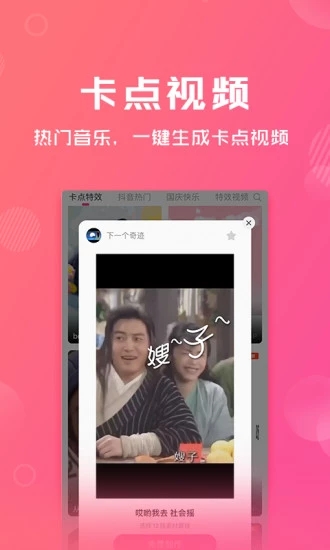 卡点视频
热门音乐，一键生成卡点视频
卡点特效 抖音热门 国庆快乐 特效视频
下一个奇迹
嫂~子~
嫂子~
哎哟我去 社会摇